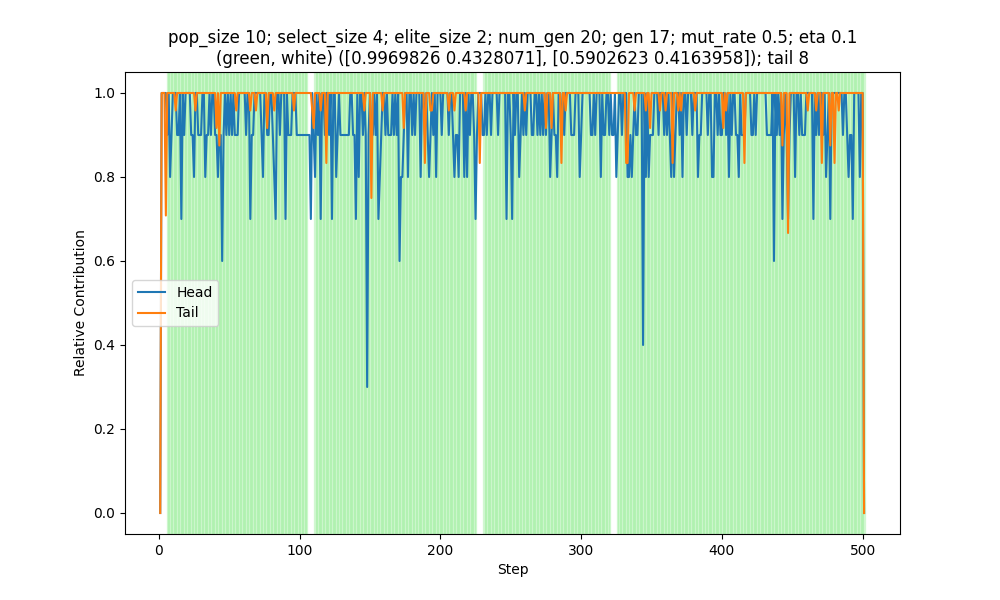 pop_size 10; select_size 4; elite_size 2; num_gen 20; gen 17; mut_rate 0.5; eta 0.1
(green, white) ([0.9969826 0.4328071], [0.5902623 0.4163958]); tail 8
1.0
0.8
0.6
0.4
0.2
0.0
Relative Contribution
Head
Tail
0
100
200
300
400
500
Step